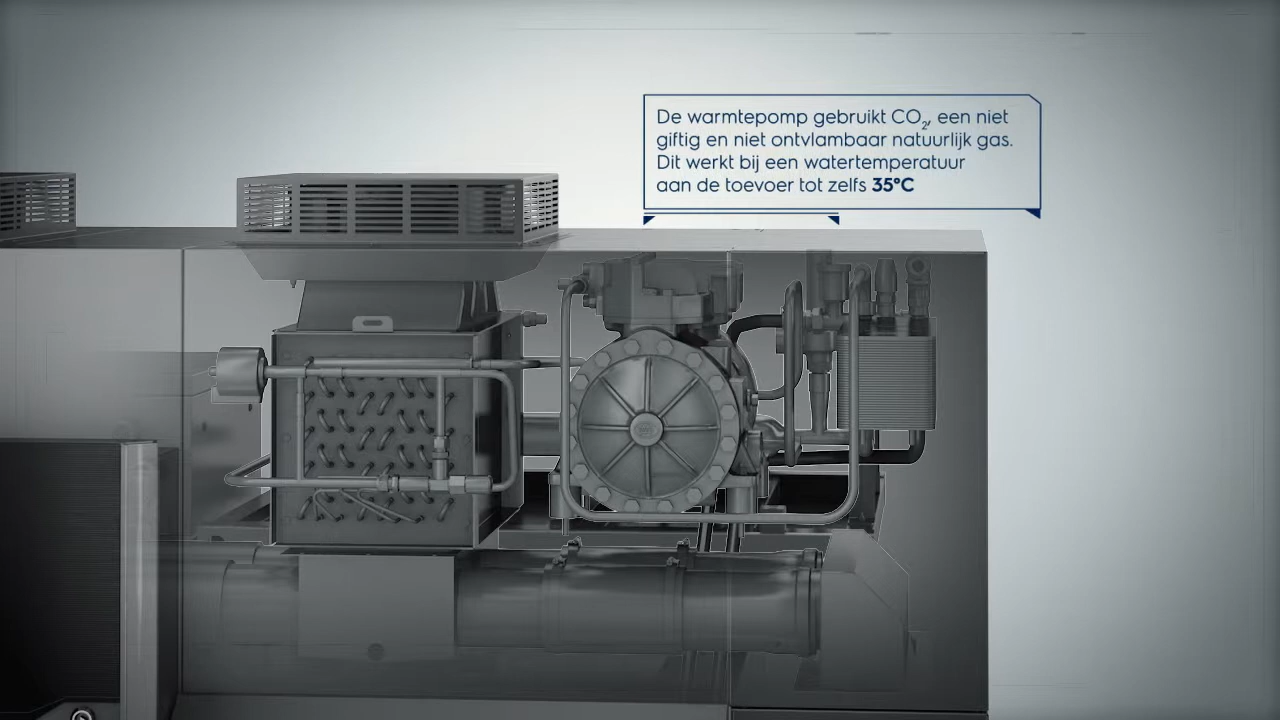 De warmtepomp gebruikt CO₂, een niet
giftig en niet ontvlambaar natuurlijk gas.
Dit werkt bij een watertemperatuur
aan de toevoer tot zelfs 35°C